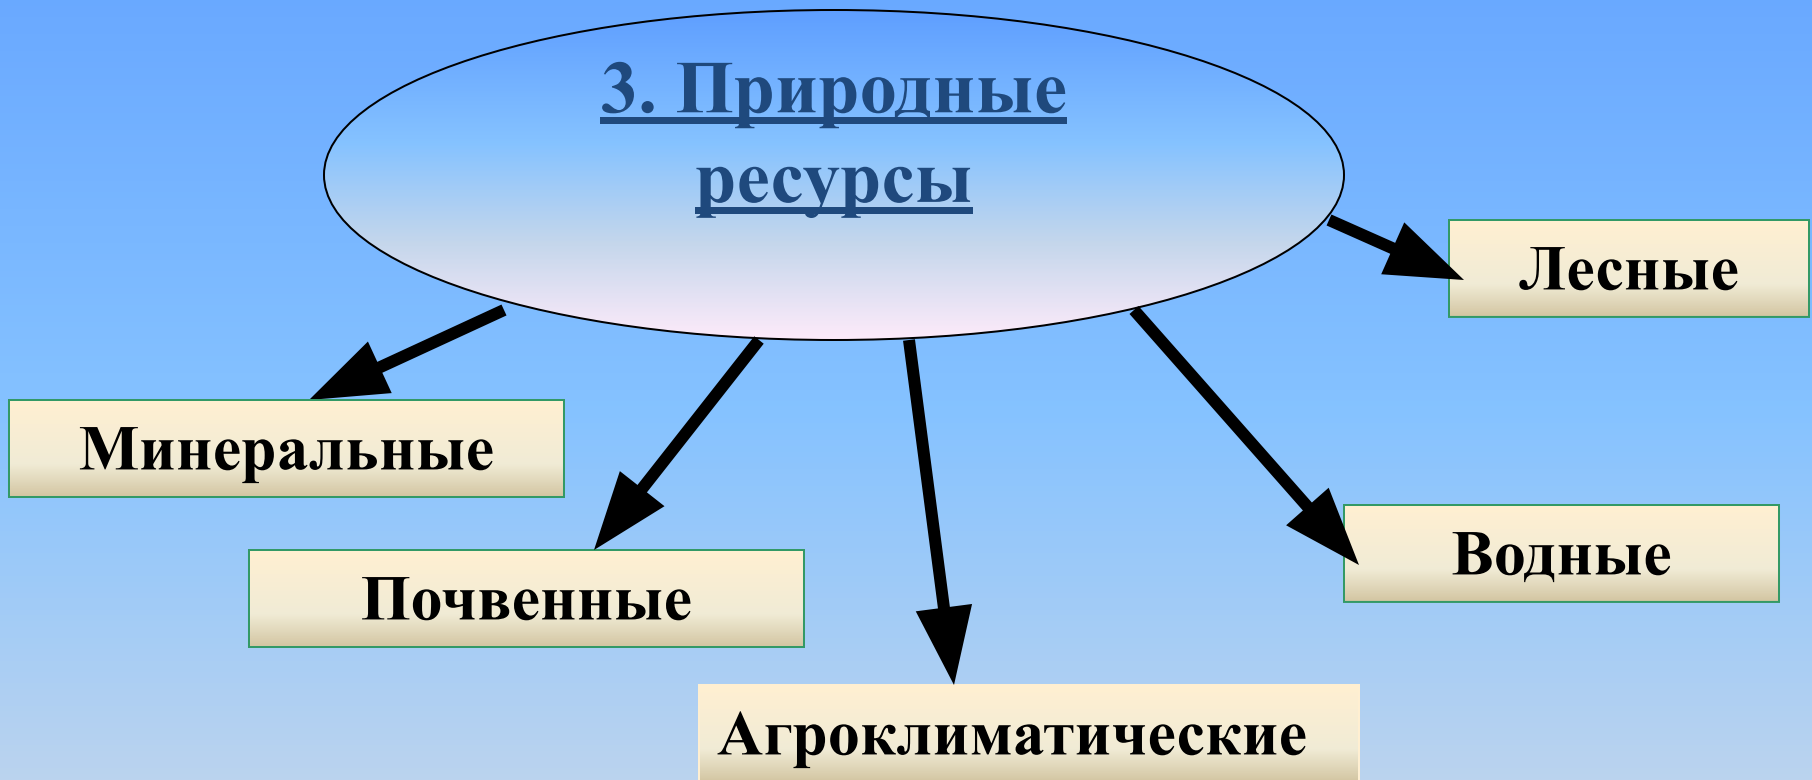 3. Природные
ресурсы
Лесные
Минеральные
Водные
Почвенные
Агроклиматические